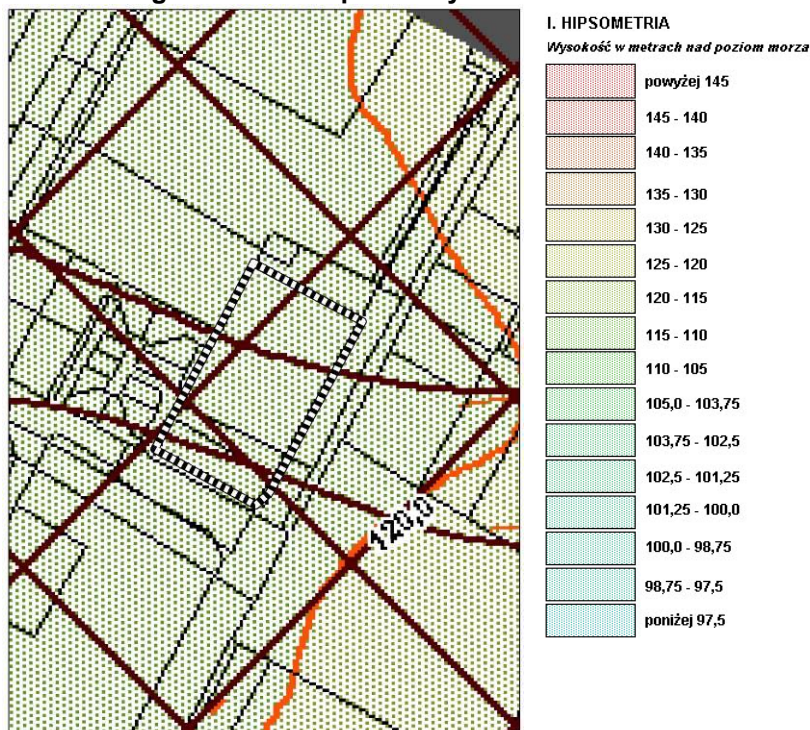 I. HIPSOMETRIA
Wysokość w metrach nad poziom morza
powyżej 145
145 - 140
140 - 135
135 - 130
130 - 125
125 - 120
120 - 115
115 - 110
110 - 105
105,0 - 103,75
103,75 - 102,5
102,5 - 101,25
101,25 - 100,0
100,0 - 98,75
98,75 - 97,5
poniżej 97,5
120,0